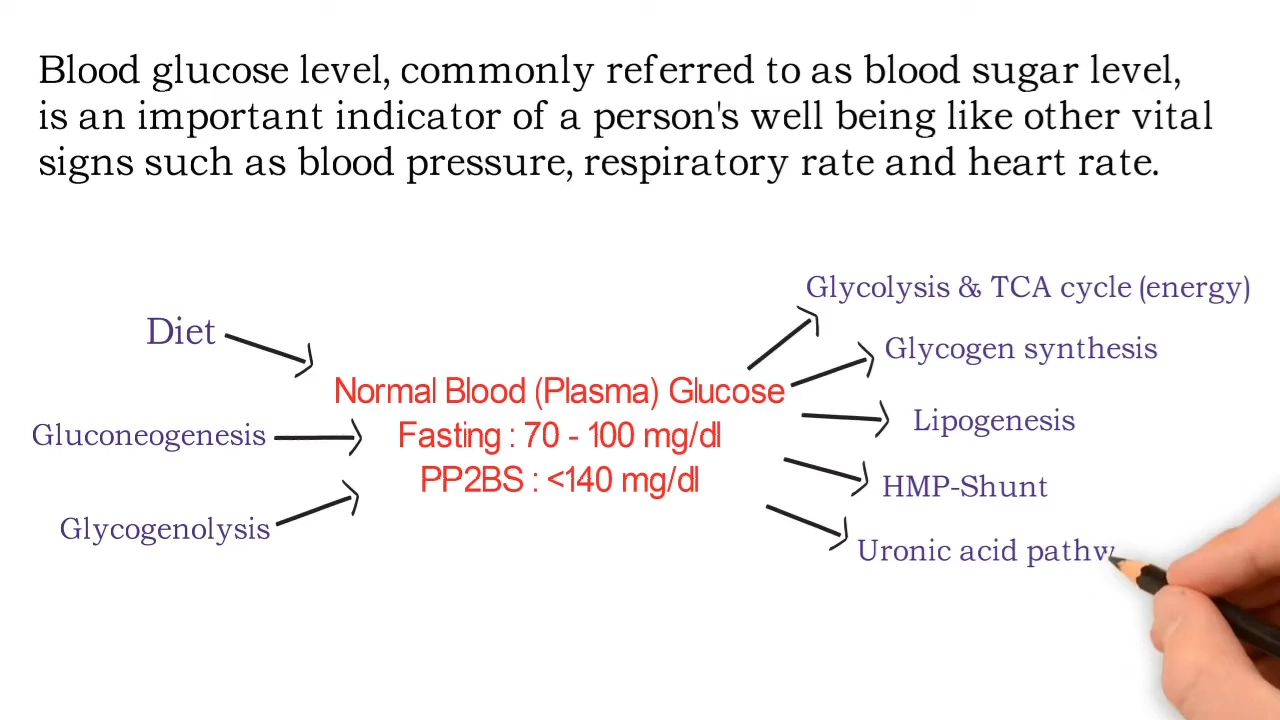 Blood glucose level, commonly referred to as blood sugar level,
is an important indicator of a person's well being like other vital
signs such as blood pressure, respiratory rate and heart rate.
Glycolysis & TCA cycle (energy)
Diet
Glycogen synthesis
Normal Blood (Plasma) Glucose
Lipogenesis
Gluconeogenesis
Fasting : 70 - 100 mg/dl
PP2BS : <140 mg/dl
HMP-Shunt
Glycogenolysis
Uronic acid pathw